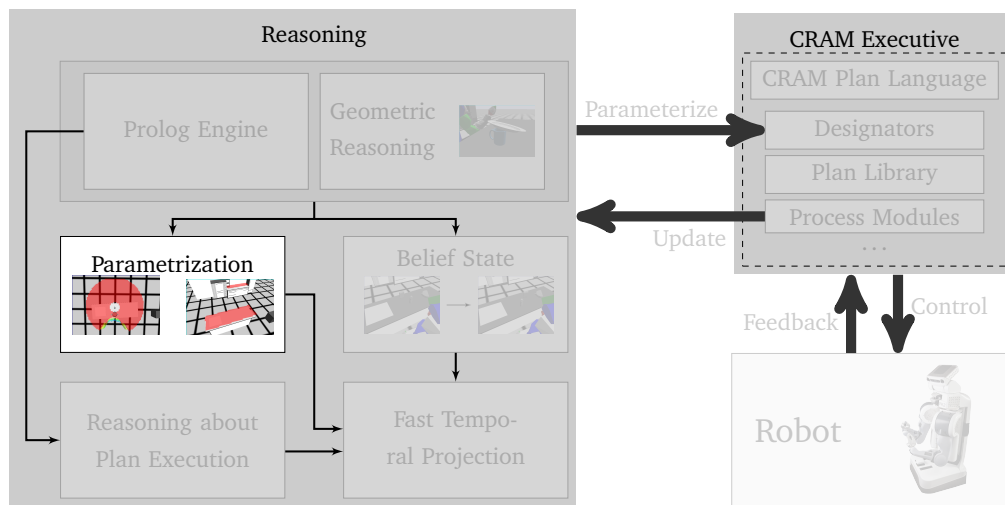 Reasoning
Prolog Engine
Geometric
Reasoning
Parametrization
Belief State
Reasoning about
Plan Execution
Fast Tempo-
ral Projection
Parameterize
Update
CRAM Executive
CRAM Plan Language
Designators
Plan Library
Process Modules
...
Feedback
Control
Robot